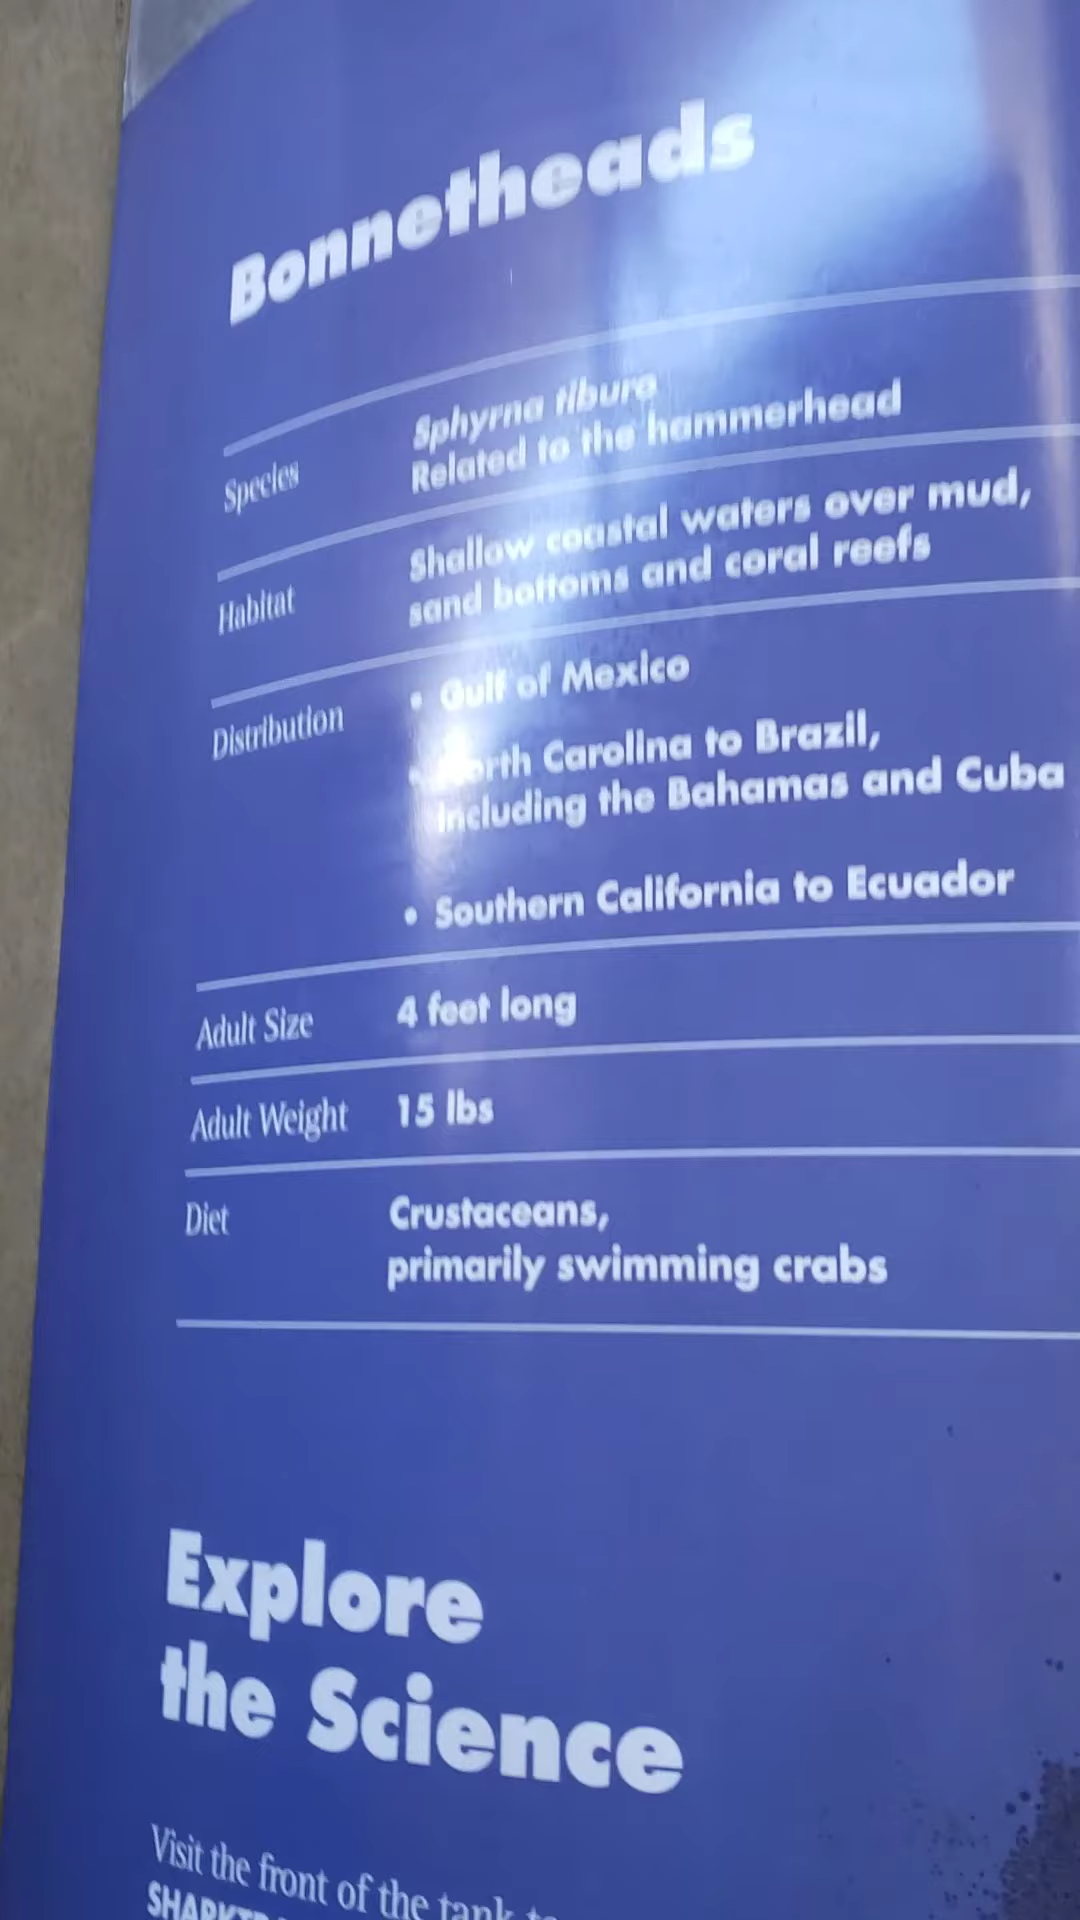 Bonnetheads
Species
Sphyrna tiburo
Related to the hammerhead
Habitat
Shallow coastal waters over mud,
sand bottoms and coral reefs
Distribution
• Gulf of Mexico
• North Carolina to Brazil,
including the Bahamas and Cuba
• Southern California to Ecuador
Adult Size
4 feet long
Adult Weight
15 lbs
Diet
Crustaceans,
primarily swimming crabs
Explore
the Science
Visit the front of the tank to